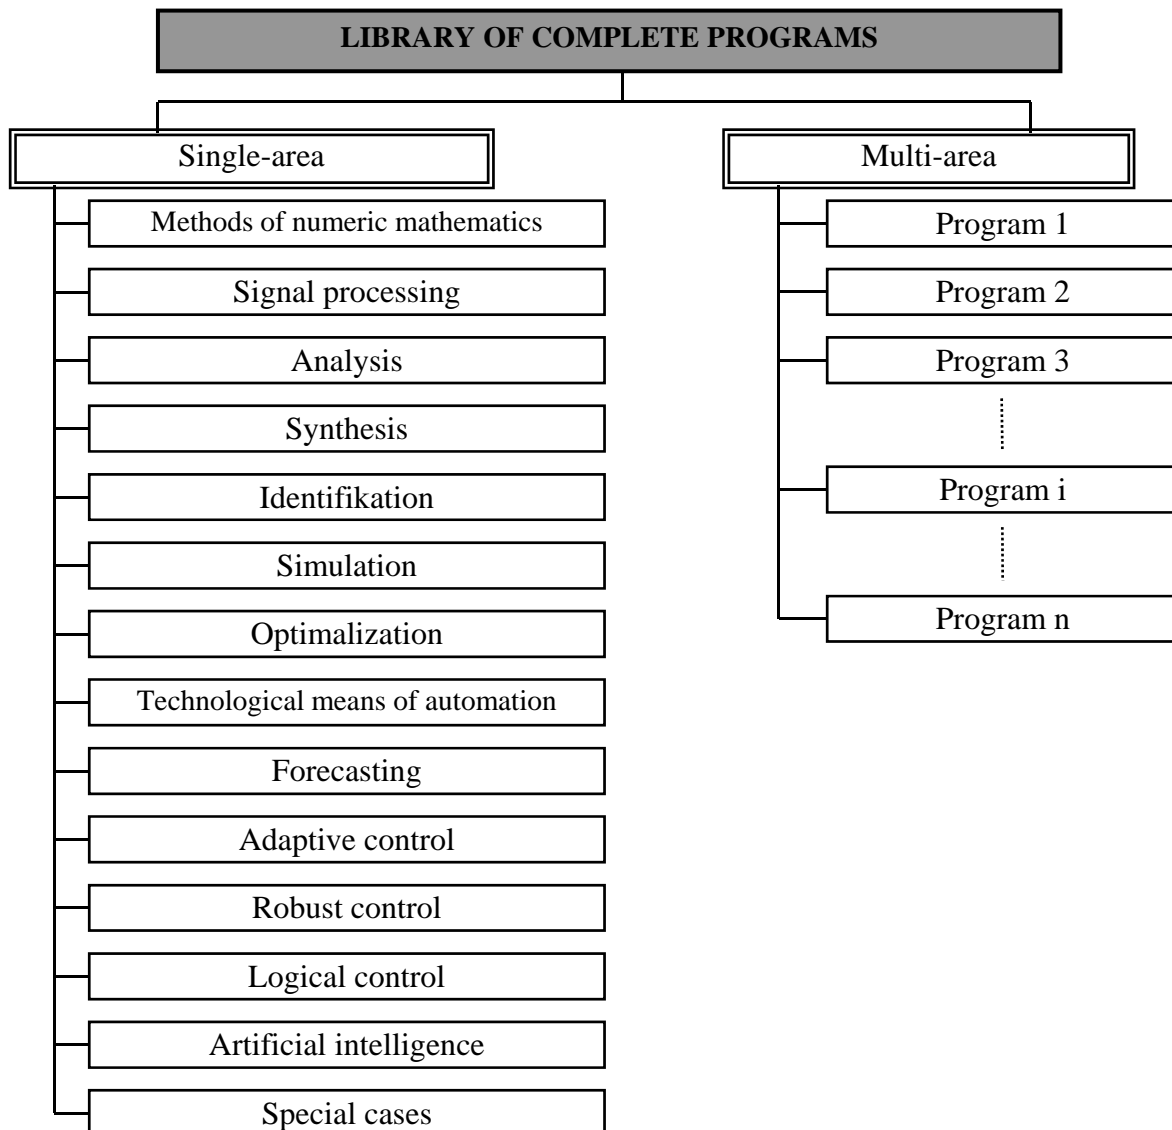 LIBRARY OF COMPLETE PROGRAMS
Single-area
Methods of numeric mathematics
Signal processing
Analysis
Synthesis
Identifikation
Simulation
Optimalization
Technological means of automation
Forecasting
Adaptive control
Robust control
Logical control
Artificial intelligence
Special cases
Multi-area
Program 1
Program 2
Program 3
Program i
Program n